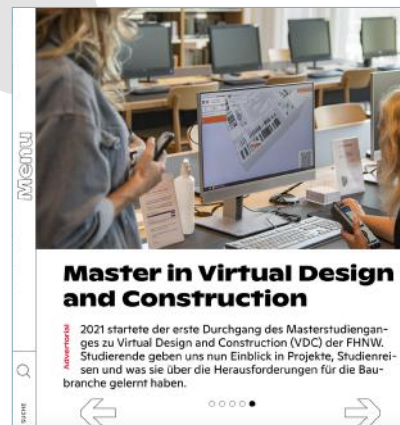 Menu
SUCHE
Master in Virtual Design
and Construction
Advertorial
2021 startete der erste Durchgang des Masterstudiengan-
ges zu Virtual Design and Construction (VDC) der FHNW.
Studierende geben uns nun Einblick in Projekte, Studienrei-
sen und was sie über die Herausforderungen für die Bau-
branche gelernt haben.